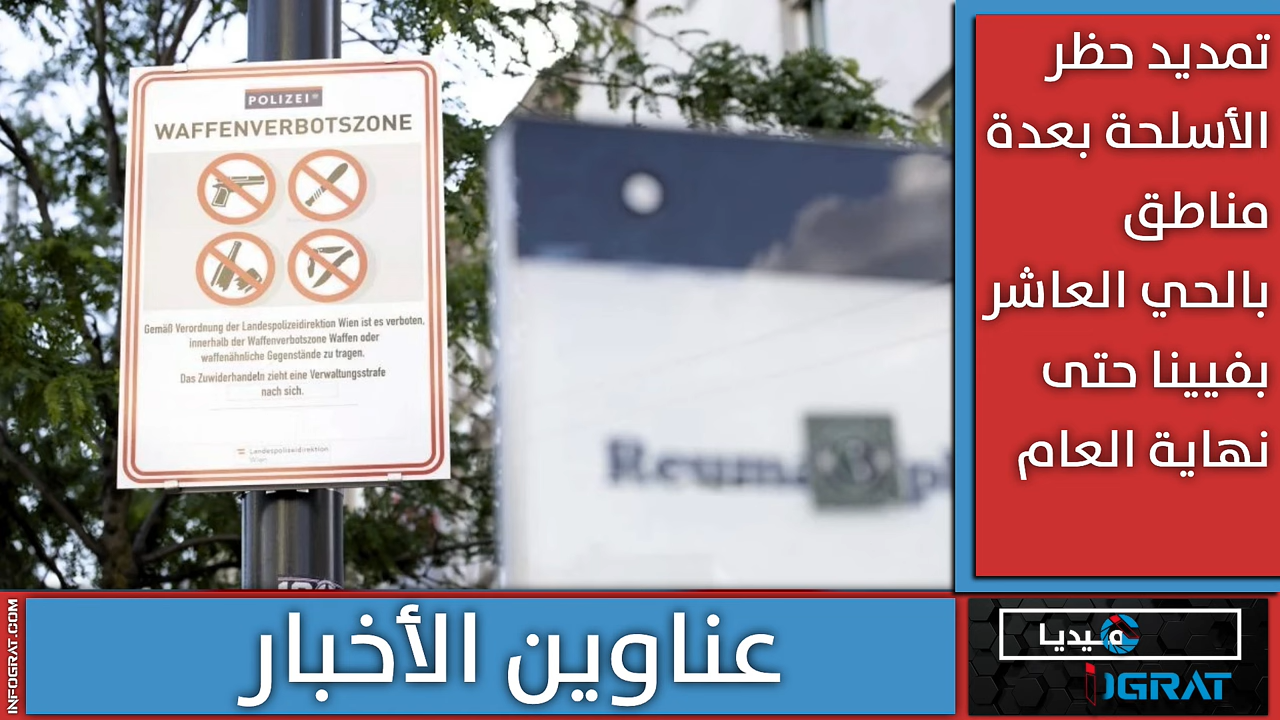 تمديد حظر
الأسلحة بعدة
مناطق
بالحي العاشر
بفيينا حتى
نهاية العام
POLIZEI
WAFFENVERBOTSZONE
Gemäß Verordnung der Landespolizeidirektion Wien ist es verboten,
innerhalb der Waffenverbotszone Waffen oder
waffenähnliche Gegenstände zu tragen.
Das Zuwiderhandeln zieht eine Verwaltungsstrafe
nach sich.
Landespolizeidirektion
Wien
عناوين الأخبار
INFOGRAT.COM
ميديا
IOGRAT